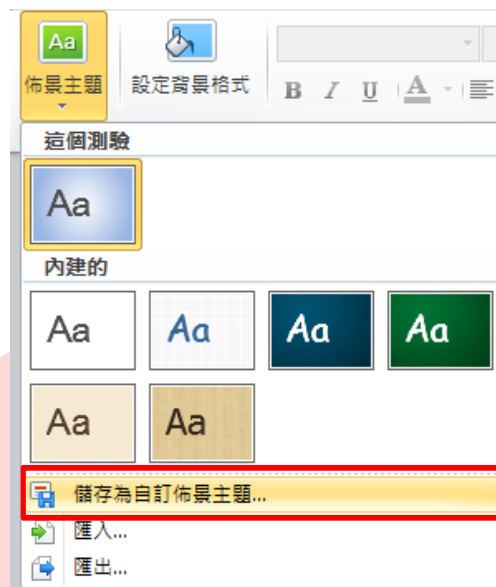 Aa
佈景主題
設定背景格式
B I U A
這個測驗
Aa
內建的
Aa Aa Aa Aa
Aa Aa
儲存為自訂佈景主題...
匯入...
匯出...